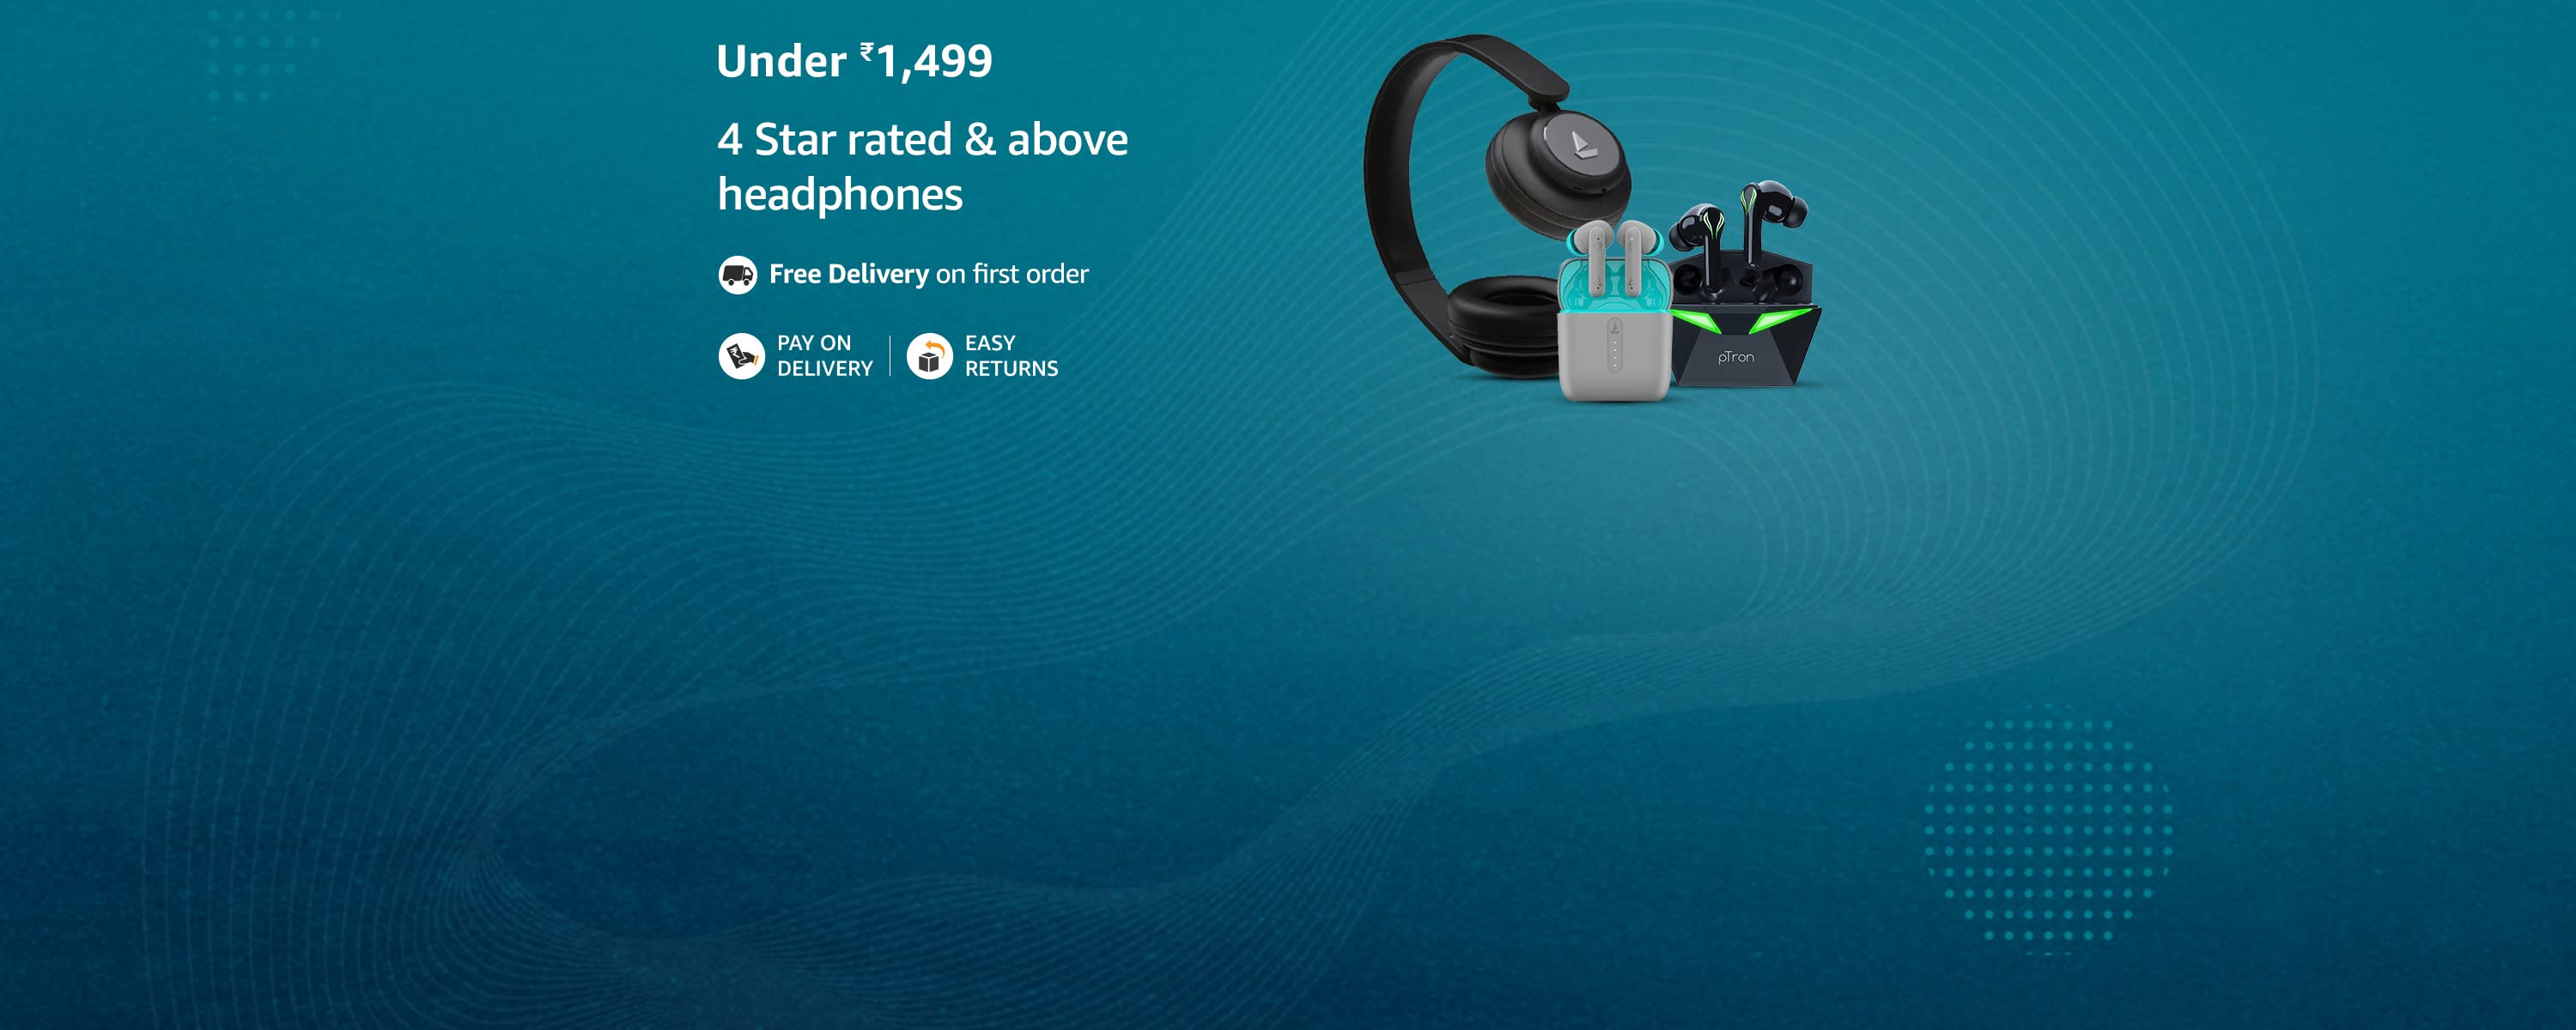 Under ₹1,499
4 Star rated & above
headphones
Free Delivery on first order
PAY ON
DELIVERY
EASY
RETURNS
pTron